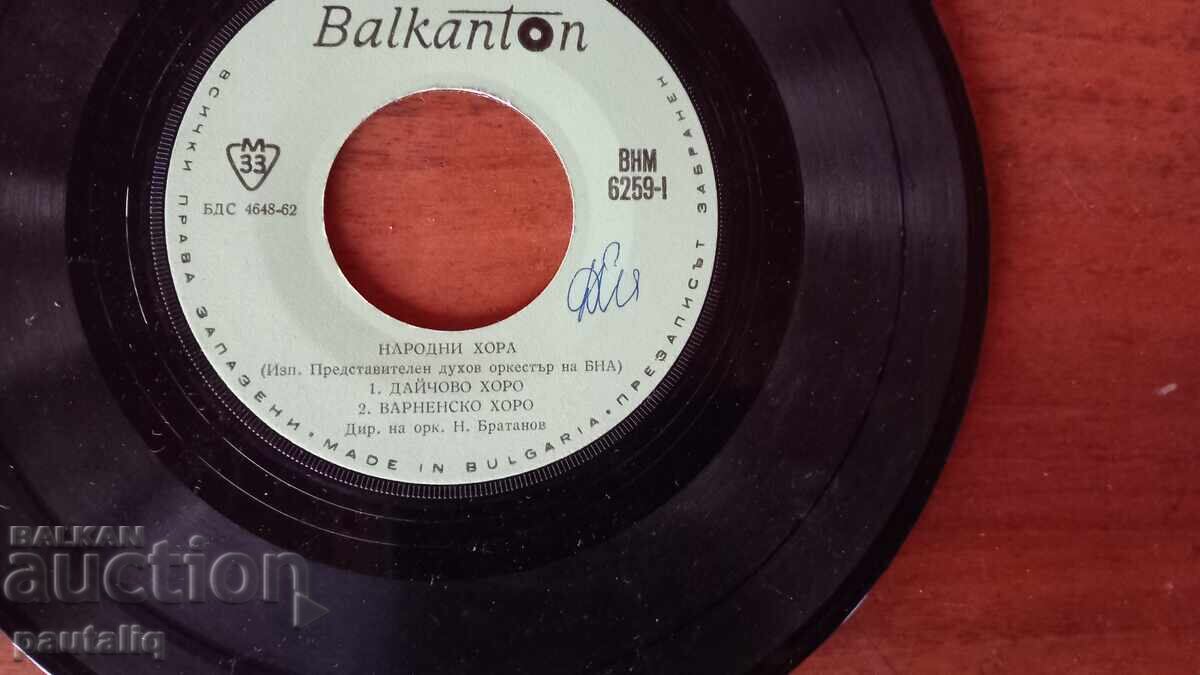 Balkanton
ВСИЧКИ ПРАВА ЗАПАЗЕНИ • MADE IN BULGARIA • ПРЕЗАПИСЪТ ЗАБРАНЕН
М
33
БДС 4648-62
ВНМ
6259-I
НАРОДНИ ХОРА
(Изп. Представителен духов оркестър на БНА)
1. ДАЙЧОВО ХОРО
2. ВАРНЕНСКО ХОРО
Дир. на орк. Н. Братанов
BALKAN
auction
pautaliq